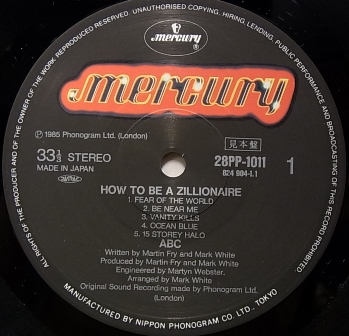 ALL RIGHTS OF THE PRODUCER AND OF THE OWNER OF THE WORK REPRODUCED RESERVED. UNAUTHORISED COPYING, HIRING, LENDING, PUBLIC PERFORMANCE AND BROADCASTING OF THIS RECORD PROHIBITED.
mercury
®
mercury
℗ 1985 Phonogram Ltd. (London)
33 1/3 STEREO
MADE IN JAPAN
見本盤
28PP-1011
824 904-1.1
1
HOW TO BE A ZILLIONAIRE
1. FEAR OF THE WORLD
2. BE NEAR ME
3. VANITY KILLS
4. OCEAN BLUE
5. 15 STOREY HALO
ABC
Written by Martin Fry and Mark White
Produced by Martin Fry and Mark White
Engineered by Martyn Webster.
Arranged by Mark White
Original Sound Recording made by Phonogram Ltd.
(London)
MANUFACTURED BY NIPPON PHONOGRAM CO. LTD., TOKYO